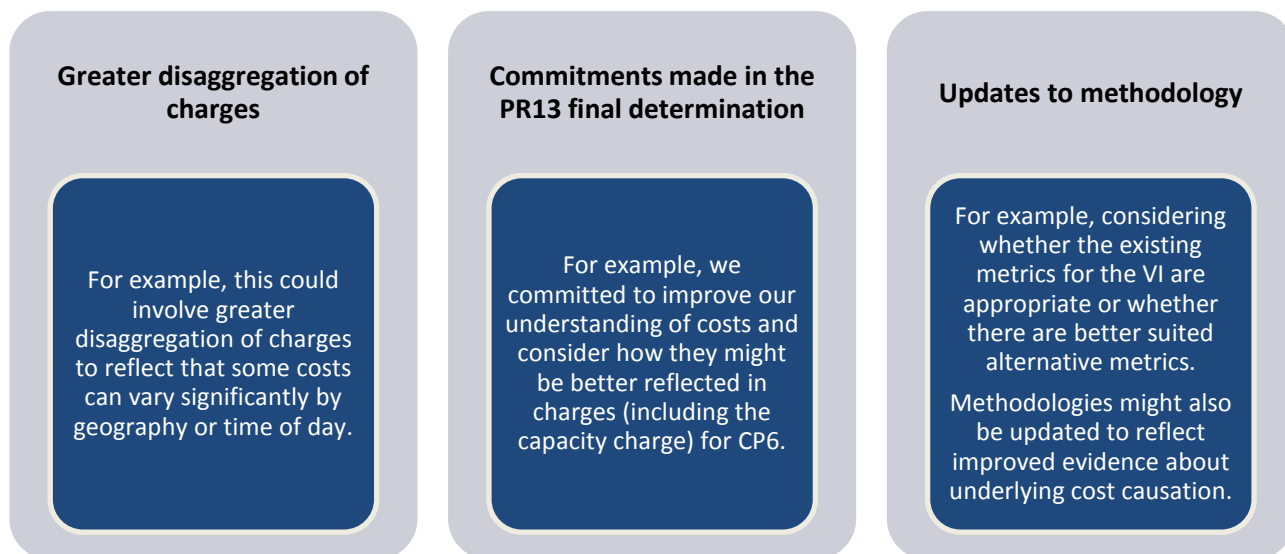 Greater disaggregation of
charges
For example, this could
involve greater
disaggregation of charges
to reflect that some costs
can vary significantly by
geography or time of day.
Commitments made in the
PR13 final determination
For example, we
committed to improve our
understanding of costs and
consider how they might
be better reflected in
charges (including the
capacity charge) for CP6.
Updates to methodology
For example, considering
whether the existing
metrics for the VI are
appropriate or whether
there are better suited
alternative metrics.
Methodologies might also
be updated to reflect
improved evidence about
underlying cost causation.